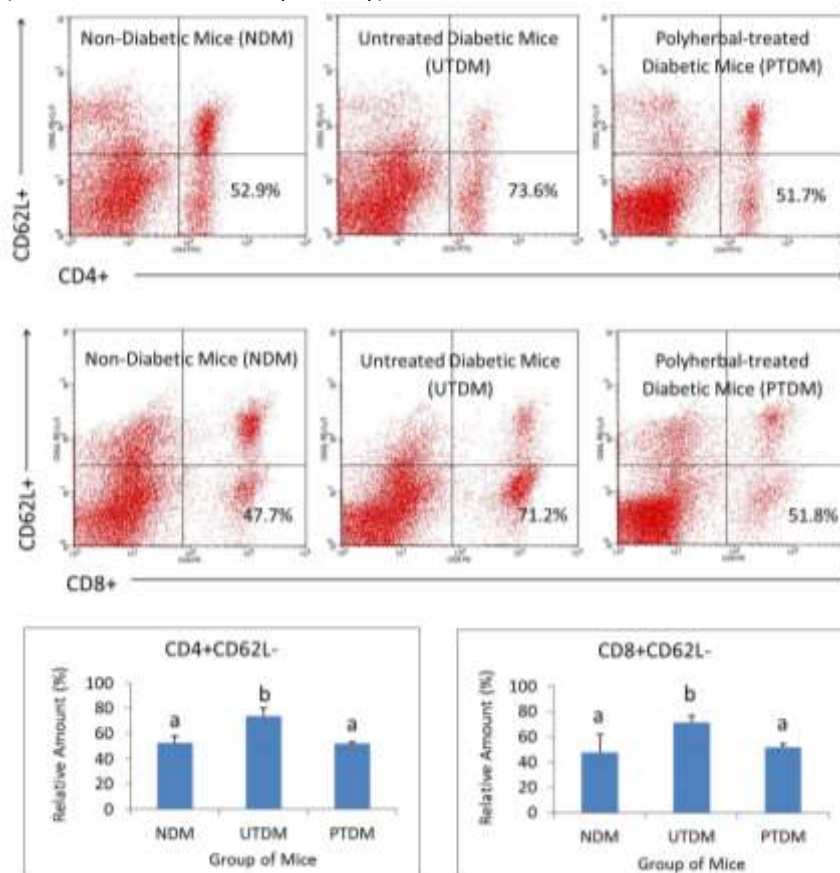 Non-Diabetic Mice (NDM)
Untreated Diabetic Mice
(UTDM)
Polyherbal-treated
Diabetic Mice (PTDM)
52.9%
73.6%
51.7%
CD62L+
CD4+
Non-Diabetic Mice (NDM)
Untreated Diabetic Mice
(UTDM)
Polyherbal-treated
Diabetic Mice (PTDM)
47.7%
71.2%
51.8%
CD62L+
CD8+
CD4+CD62L-
Relative Amount (%)
100
80
60
40
20
0
a
b
a
NDM
UTDM
PTDM
Group of Mice
CD8+CD62L-
Relative Amount (%)
100
80
60
40
20
0
a
b
a
NDM
UTDM
PTDM
Group of Mice